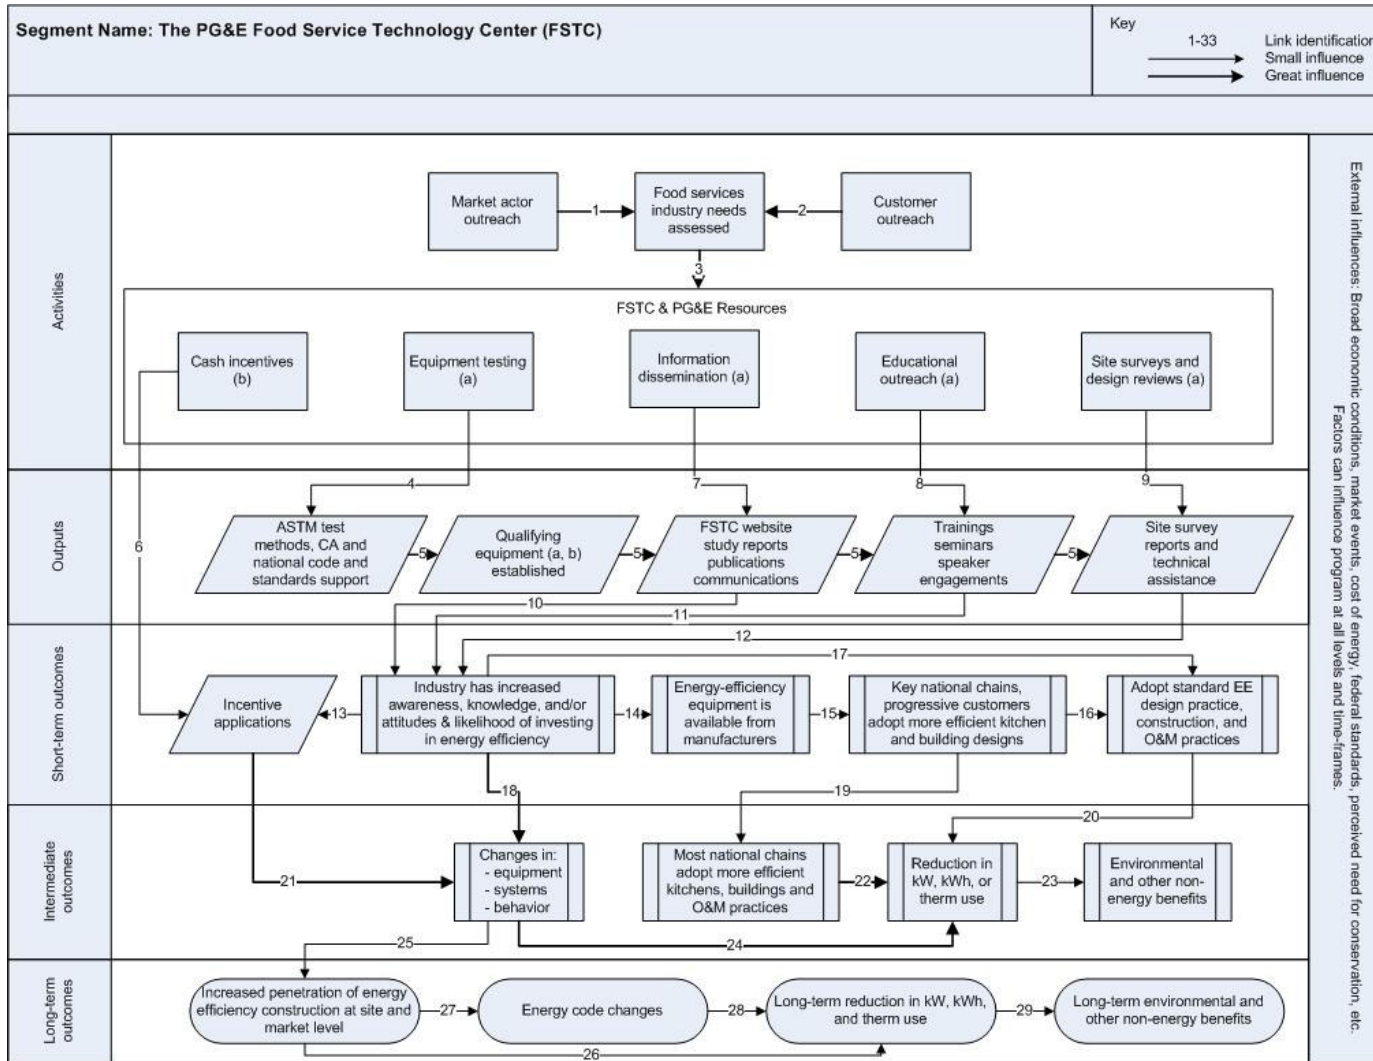 Segment Name: The PG&E Food Service Technology Center (FSTC)
Key
1-33 Link identification
Small influence
Great influence
Activities
Market actor
outreach
1
Food services
industry needs
assessed
2
Customer
outreach
3
FSTC & PG&E Resources
Cash incentives
(b)
Equipment testing
(a)
Information
dissemination (a)
Educational
outreach (a)
Site surveys and
design reviews (a)
Outputs
4
7
8
9
6
ASTM test
methods, CA and
national code and
standards support
5
Qualifying
equipment (a, b)
established
5
FSTC website
study reports
publications
communications
5
Trainings
seminars
speaker
engagements
5
Site survey
reports and
technical
assistance
10
11
12
Short-term outcomes
17
Incentive
applications
13
Industry has increased
awareness, knowledge, and/or
attitudes & likelihood of investing
in energy efficiency
14
Energy-efficiency
equipment is
available from
manufacturers
15
Key national chains,
progressive customers
adopt more efficient kitchen
and building designs
16
Adopt standard EE
design practice,
construction, and
O&M practices
18
19
20
Intermediate
outcomes
21
Changes in:
- equipment
- systems
- behavior
Most national chains
adopt more efficient
kitchens, buildings and
O&M practices
22
Reduction in
kW, kWh, or
therm use
23
Environmental
and other non-
energy benefits
25
24
Long-term
outcomes
Increased penetration of energy
efficiency construction at site and
market level
27
Energy code changes
28
Long-term reduction in kW, kWh,
and therm use
29
Long-term environmental and
other non-energy benefits
26
External influences: Broad economic conditions, market events, cost of energy, federal standards, perceived need for conservation, etc.
Factors can influence program at all levels and time-frames.